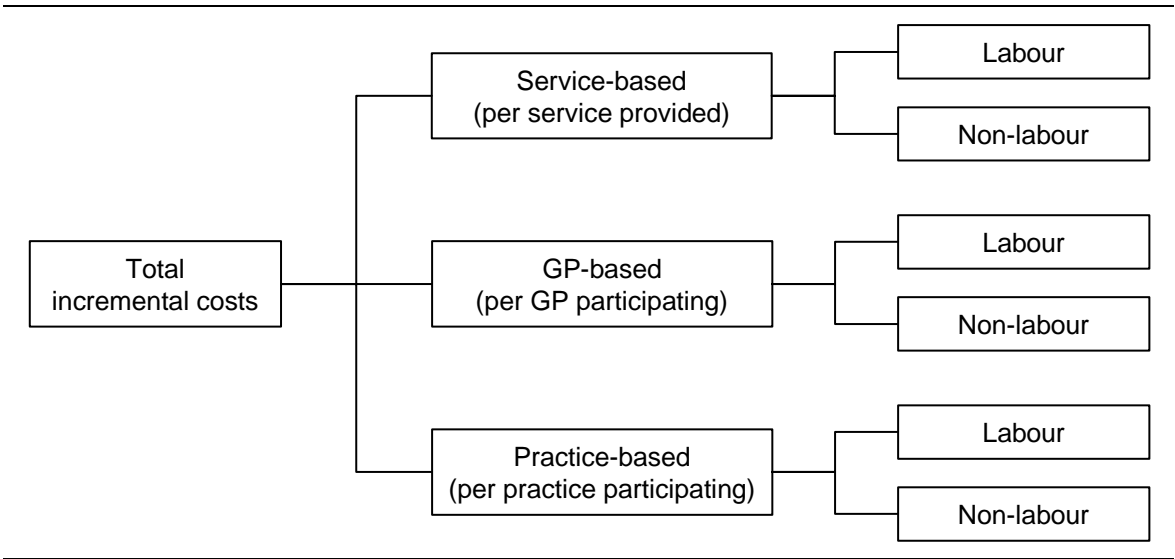 Total
incremental costs
Service-based
(per service provided)
Labour
Non-labour
GP-based
(per GP participating)
Labour
Non-labour
Practice-based
(per practice participating)
Labour
Non-labour